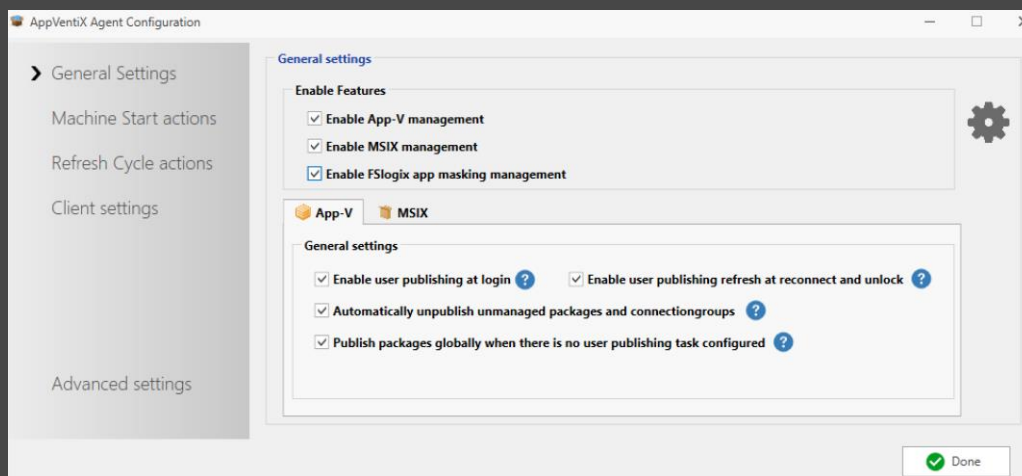 AppVentiX Agent Configuration
General Settings
Machine Start actions
Refresh Cycle actions
Client settings
Advanced settings
General settings
Enable Features
Enable App-V management
Enable MSIX management
Enable FSlogix app masking management
App-V MSIX
General settings
Enable user publishing at login ? Enable user publishing refresh at reconnect and unlock ?
Automatically unpublish unmanaged packages and connectiongroups ?
Publish packages globally when there is no user publishing task configured ?
Done